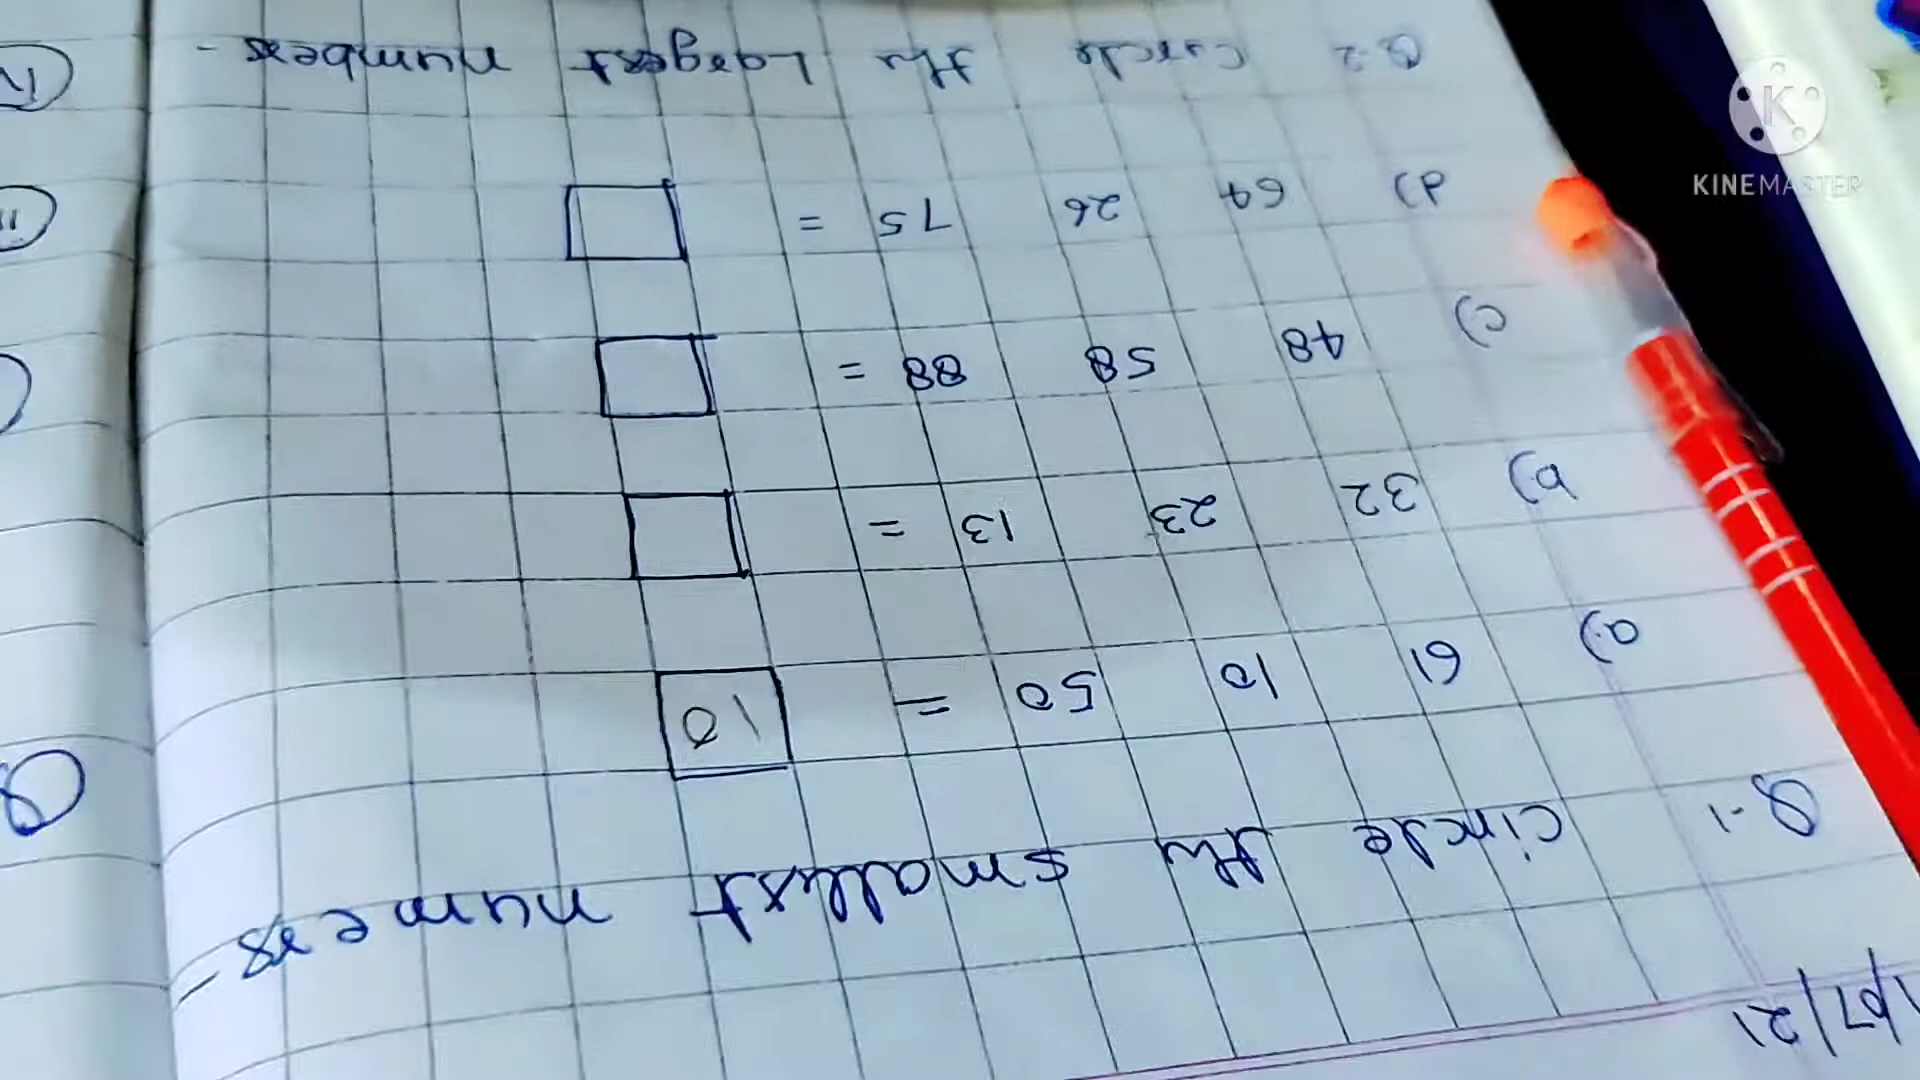 Q-1 circle the smallest numers -
a) 61 10 50 = 10
b) 32 23 13 =
c) 48 58 88 =
d) 64 26 75 =
Q-2 Circle the Largest numbers -
KINEMASTER